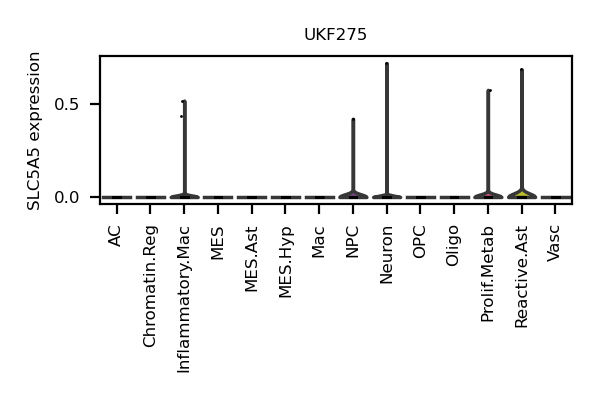 UKF275
SLC5A5 expression
0.5
0.0
AC
Chromatin.Reg
Inflammatory.Mac
MES
MES.Ast
MES.Hyp
Mac
NPC
Neuron
OPC
Oligo
Prolif.Metab
Reactive.Ast
Vasc